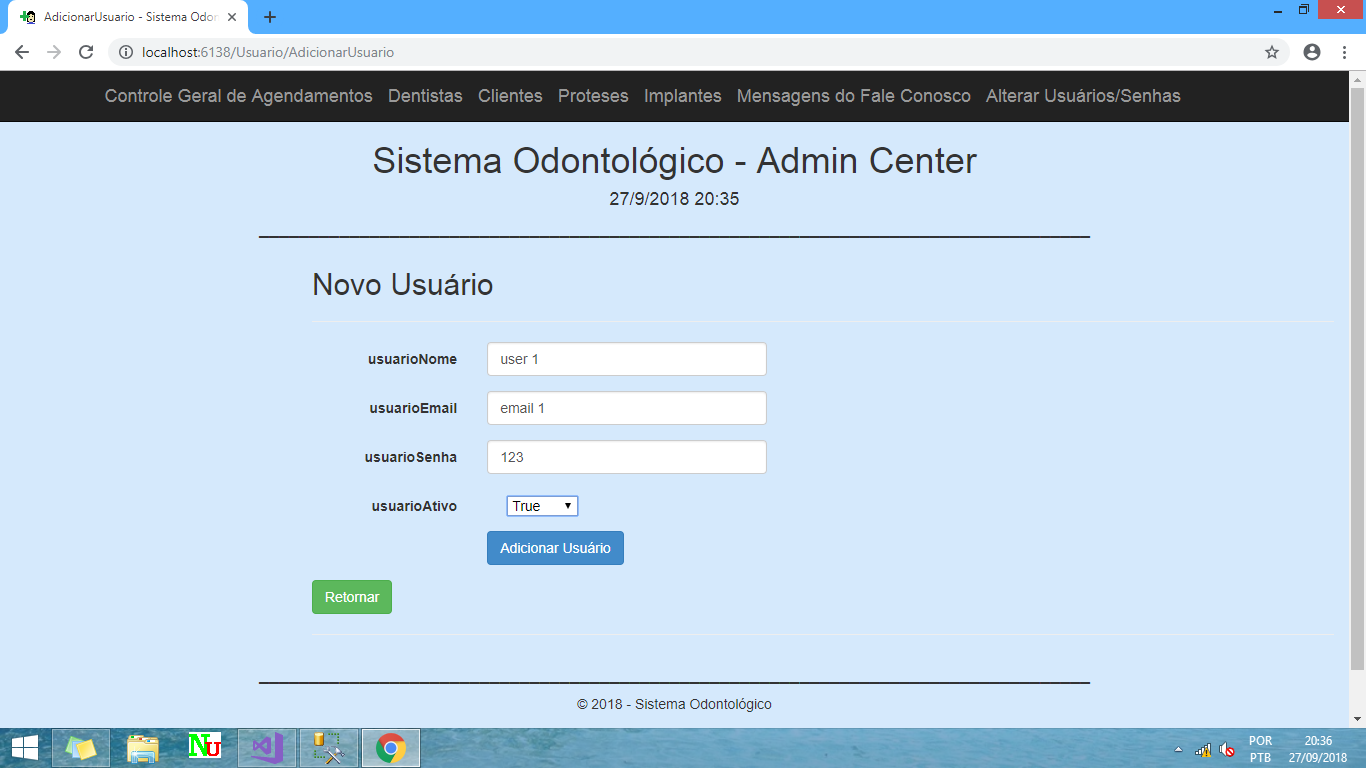 AdicionarUsuario - Sistema Odon
localhost:6138/Usuario/AdicionarUsuario
Controle Geral de Agendamentos Dentistas Clientes Proteses Implantes Mensagens do Fale Conosco Alterar Usuários/Senhas
Sistema Odontológico - Admin Center
27/9/2018 20:35
Novo Usuário
usuarioNome user 1
usuarioEmail email 1
usuarioSenha 123
usuarioAtivo True
Adicionar Usuário
Retornar
© 2018 - Sistema Odontológico
NU
POR 20:36
PTB 27/09/2018